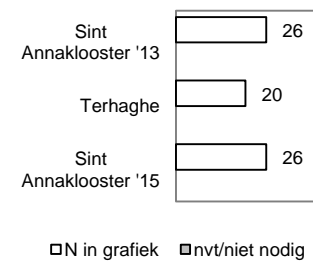 Sint
Annaklooster '13
26
Terhaghe
20
Sint
Annaklooster '15
26
N in grafiek
nvt/niet nodig